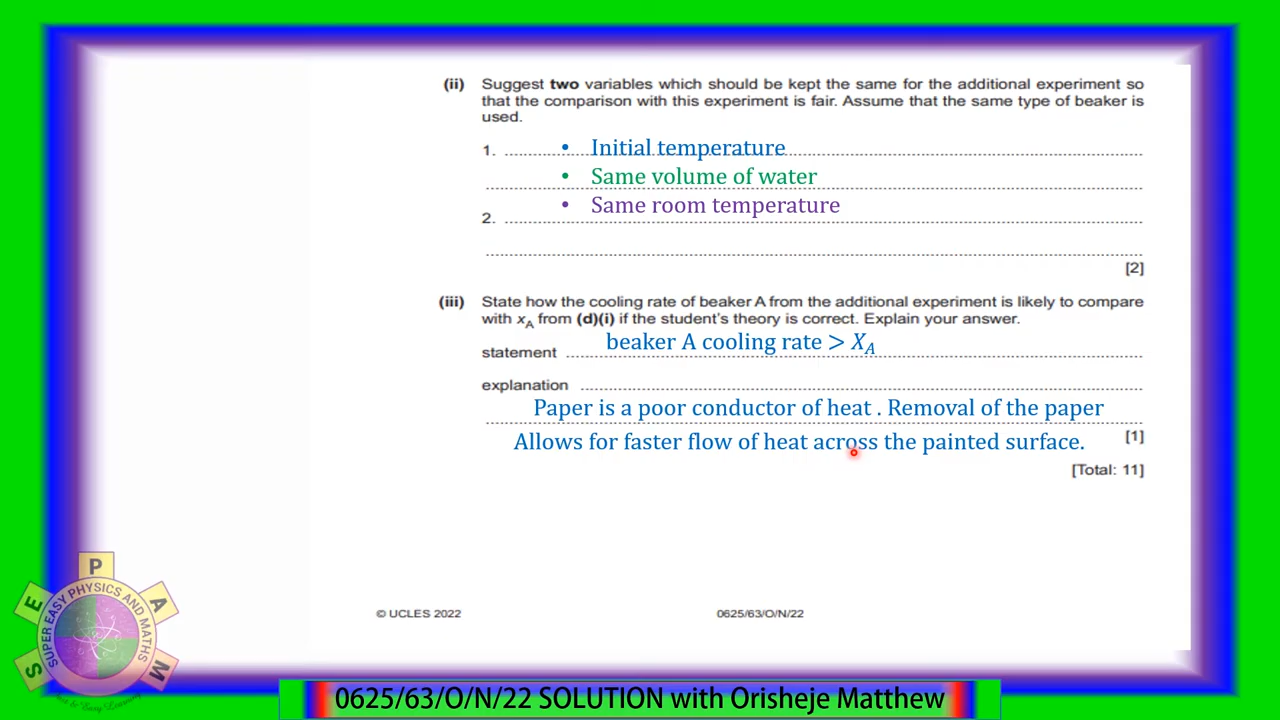 (ii) Suggest two variables which should be kept the same for the additional experiment so
that the comparison with this experiment is fair. Assume that the same type of beaker is
used.
1. • Initial temperature
• Same volume of water
2. • Same room temperature
[2]
(iii) State how the cooling rate of beaker A from the additional experiment is likely to compare
with xA from (d)(i) if the student's theory is correct. Explain your answer.
statement beaker A cooling rate > XA
explanation
Paper is a poor conductor of heat . Removal of the paper
Allows for faster flow of heat across the painted surface. [1]
[Total: 11]
© UCLES 2022 0625/63/O/N/22
S E P A M
SUPER EASY PHYSICS AND MATHS
0625/63/O/N/22 SOLUTION with Orisheje Matthew